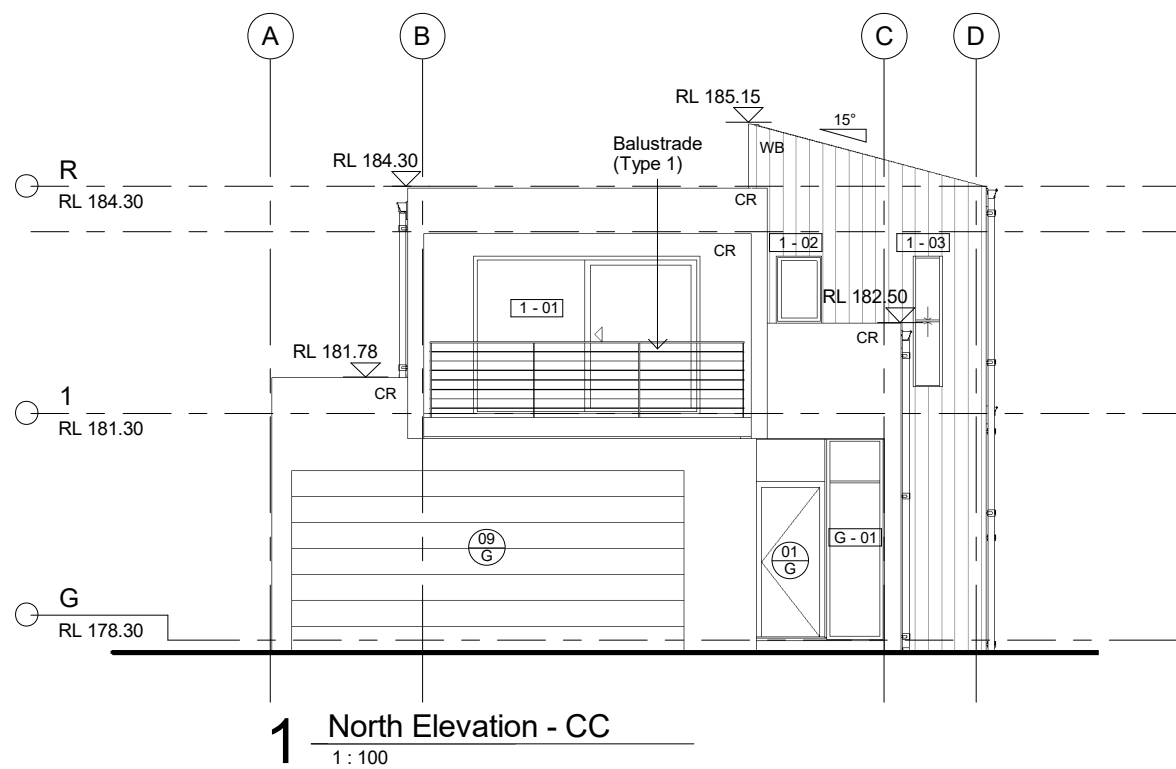 A
B
C
D
RL 185.15
15°
Balustrade
(Type 1)
WB
R
RL 184.30
RL 184.30
CR
CR
1 - 02
1 - 03
1 - 01
RL 182.50
CR
RL 181.78
CR
1
RL 181.30
09
G
01
G
G - 01
G
RL 178.30
1
North Elevation - CC
1 : 100